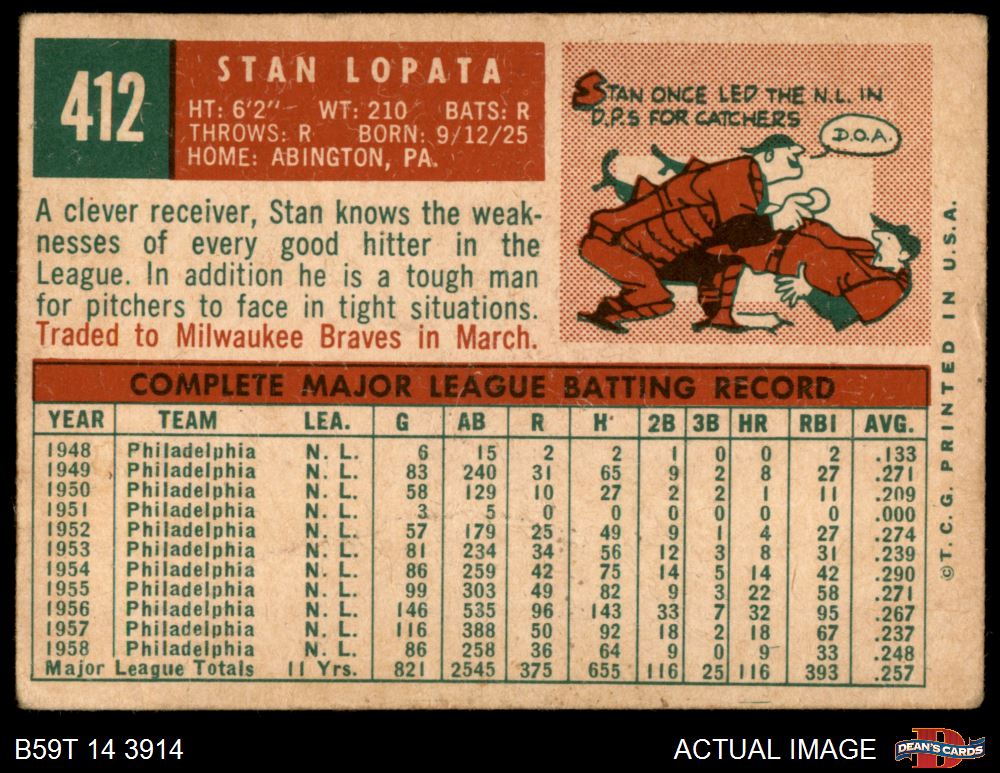 412
STAN LOPATA
HT: 6'2" WT: 210 BATS: R
THROWS: R BORN: 9/12/25
HOME: ABINGTON, PA.
A clever receiver, Stan knows the weak-
nesses of every good hitter in the
League. In addition he is a tough man
for pitchers to face in tight situations.
Traded to Milwaukee Braves in March.
STAN ONCE LED THE N.L. IN
D.P.S FOR CATCHERS
D.O.A.
COMPLETE MAJOR LEAGUE BATTING RECORD
YEAR TEAM LEA. G AB R H 2B 3B HR RBI AVG.
1948 Philadelphia N. L. 6 15 2 2 1 0 0 2 .133
1949 Philadelphia N. L. 83 240 31 65 9 2 8 27 .271
1950 Philadelphia N. L. 58 129 10 27 2 2 1 11 .209
1951 Philadelphia N. L. 3 5 0 0 0 0 0 0 .000
1952 Philadelphia N. L. 57 179 25 49 9 1 4 27 .274
1953 Philadelphia N. L. 81 234 34 56 12 3 8 31 .239
1954 Philadelphia N. L. 86 259 42 75 14 5 14 42 .290
1955 Philadelphia N. L. 99 303 49 82 9 3 22 58 .271
1956 Philadelphia N. L. 146 535 96 143 33 7 32 95 .267
1957 Philadelphia N. L. 116 388 50 92 18 2 18 67 .237
1958 Philadelphia N. L. 86 258 36 64 9 0 9 33 .248
Major League Totals 11 Yrs. 821 2545 375 655 116 25 116 393 .257
©T. C. G. PRINTED IN U.S.A.
B59T 14 3914
ACTUAL IMAGE
D
DEAN'S CARDS